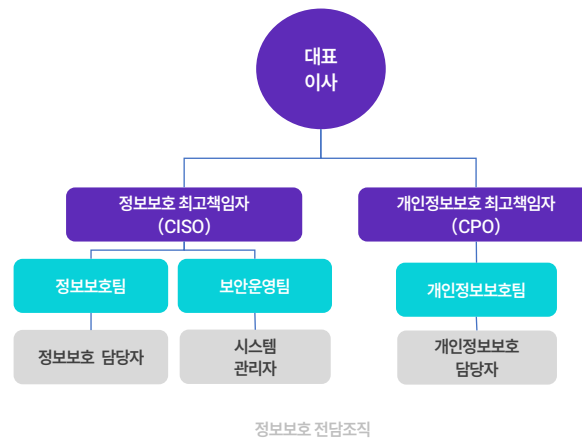 대표
이사
정보보호 최고책임자
(CISO)
개인정보보호 최고책임자
(CPO)
정보보호팀
보안운영팀
개인정보보호팀
정보보호 담당자
시스템
관리자
개인정보보호
담당자
정보보호 전담조직